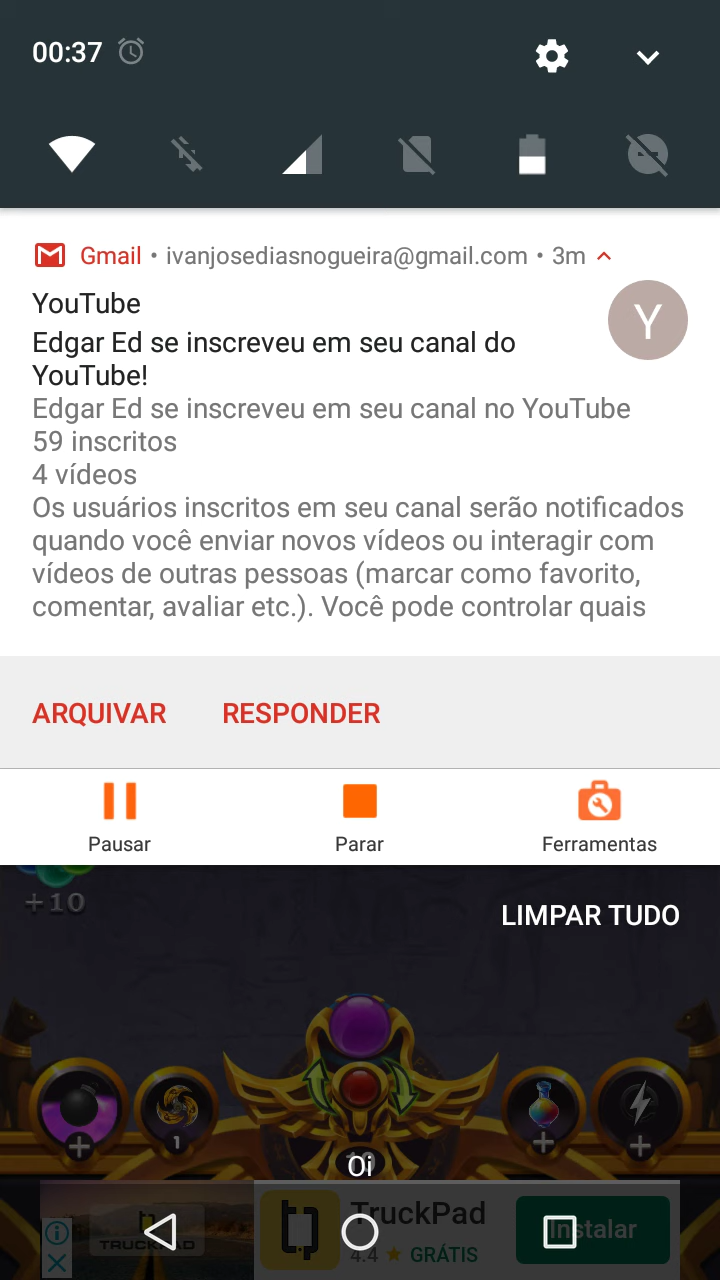 00:37
Gmail • ivanjosediasnogueira@gmail.com • 3m
YouTube
Y
Edgar Ed se inscreveu em seu canal do
YouTube!
Edgar Ed se inscreveu em seu canal no YouTube
59 inscritos
4 vídeos
Os usuários inscritos em seu canal serão notificados
quando você enviar novos vídeos ou interagir com
vídeos de outras pessoas (marcar como favorito,
comentar, avaliar etc.). Você pode controlar quais
ARQUIVAR RESPONDER
Pausar Parar Ferramentas
+10
LIMPAR TUDO
1
Oi
TruckPad
TRUCKPAD
Instalar
4.4 ★ GRÁTIS